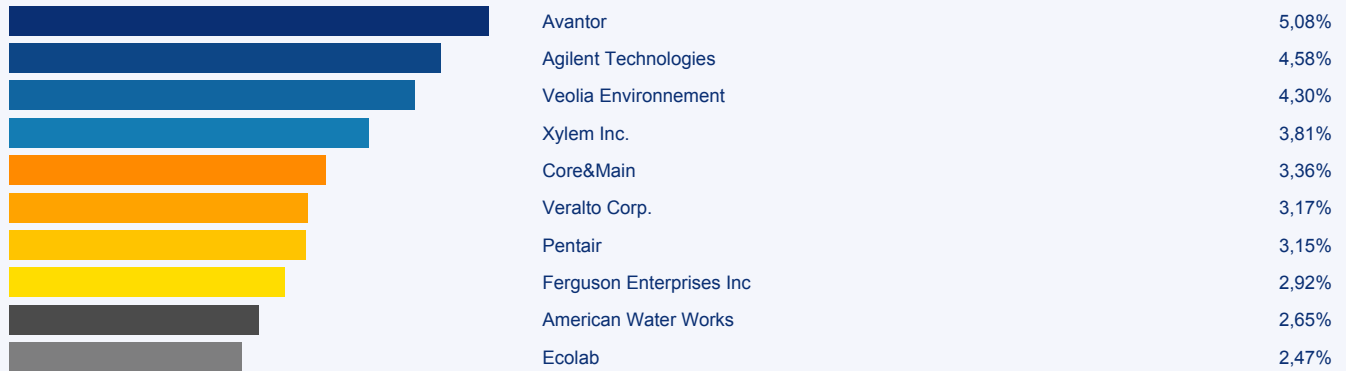 Avantor 5,08%
Agilent Technologies 4,58%
Veolia Environnement 4,30%
Xylem Inc. 3,81%
Core&Main 3,36%
Veralto Corp. 3,17%
Pentair 3,15%
Ferguson Enterprises Inc 2,92%
American Water Works 2,65%
Ecolab 2,47%